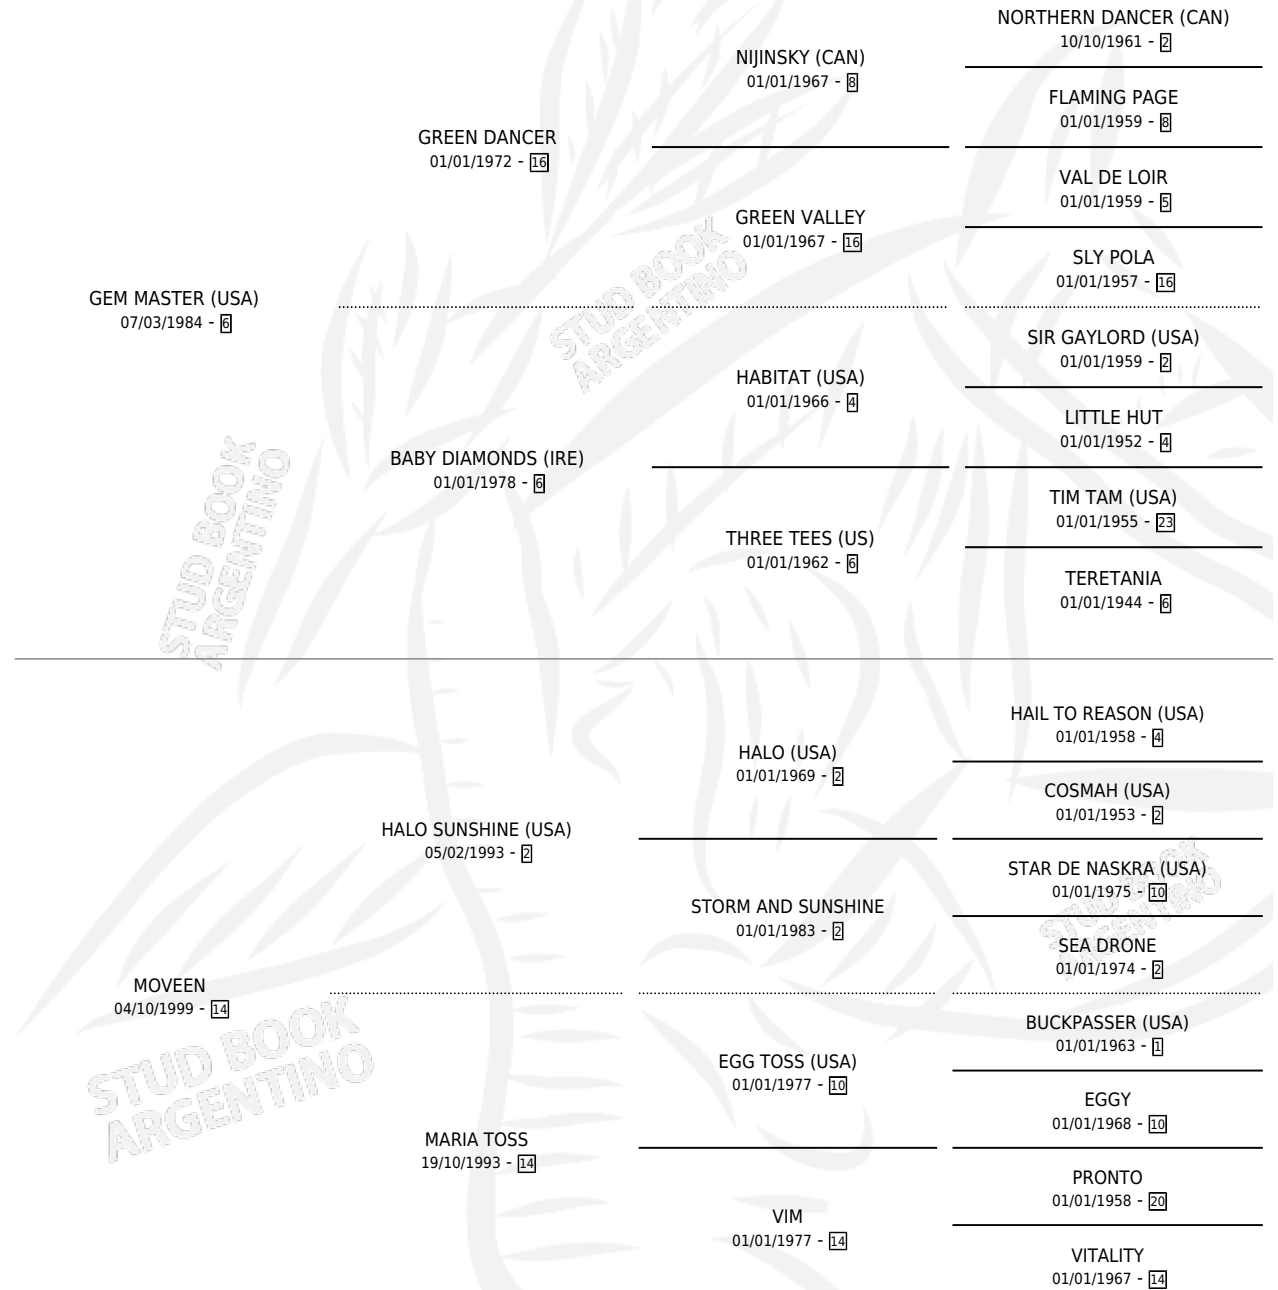 NORTHERN DANCER (CAN)
10/10/1961 - 2
NIJINSKY (CAN)
01/01/1967 - 8
FLAMING PAGE
01/01/1959 - 8
GREEN DANCER
01/01/1972 - 16
VAL DE LOIR
01/01/1959 - 5
GREEN VALLEY
01/01/1967 - 16
SLY POLA
01/01/1957 - 16
GEM MASTER (USA)
07/03/1984 - 6
SIR GAYLORD (USA)
01/01/1959 - 2
HABITAT (USA)
01/01/1966 - 4
LITTLE HUT
01/01/1952 - 4
BABY DIAMONDS (IRE)
01/01/1978 - 6
TIM TAM (USA)
01/01/1955 - 23
THREE TEES (US)
01/01/1962 - 6
TERETANIA
01/01/1944 - 6
HAIL TO REASON (USA)
01/01/1958 - 4
HALO (USA)
01/01/1969 - 2
COSMAH (USA)
01/01/1953 - 2
HALO SUNSHINE (USA)
05/02/1993 - 2
STAR DE NASKRA (USA)
01/01/1975 - 10
STORM AND SUNSHINE
01/01/1983 - 2
SEA DRONE
01/01/1974 - 2
MOVEEN
04/10/1999 - 14
BUCKPASSER (USA)
01/01/1963 - 1
EGG TOSS (USA)
01/01/1977 - 10
EGGY
01/01/1968 - 10
MARIA TOSS
19/10/1993 - 14
PRONTO
01/01/1958 - 20
VIM
01/01/1977 - 14
VITALITY
01/01/1967 - 14
STUD BOOK
ARGENTINO
STUD BOOK
ARGENTINO
STUD BOOK
ARGENTINO
STUD BOOK
ARGENTINO